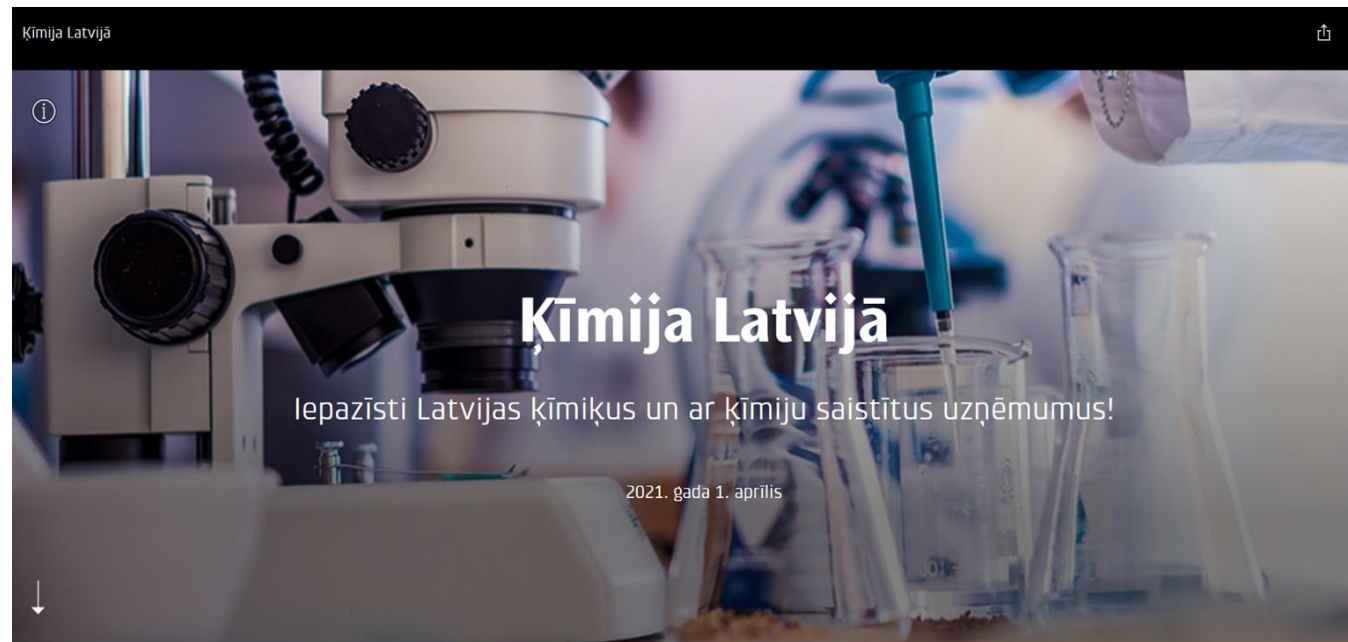 Ķīmija Latvijā
Ķīmija Latvijā
Iepazīsti Latvijas ķīmiķus un ar ķīmiju saistītus uzņēmumus!
2021. gada 1. aprīlis